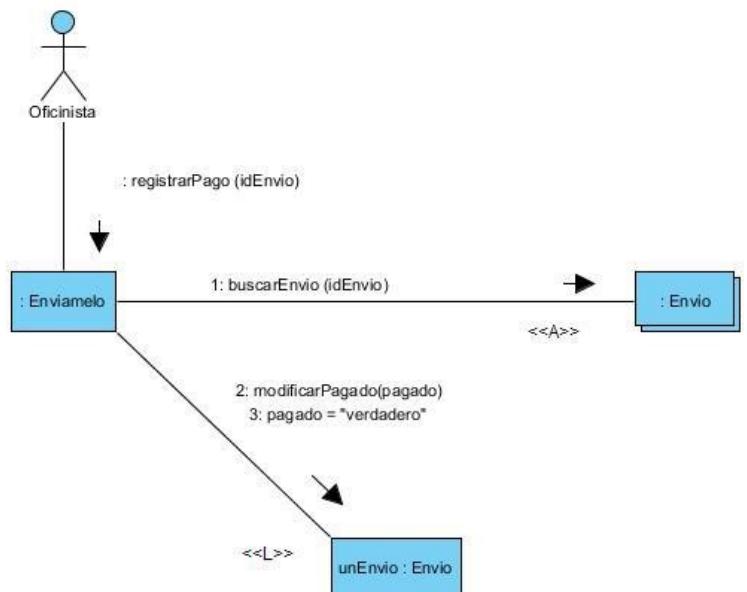 Oficinista
: registrarPago (idEnvio)
: Enviamelo
1: buscarEnvio (idEnvio)
: Envio
<<A>>
2: modificarPagado(pagado)
3: pagado = "verdadero"
<<L>>
unEnvio : Envio